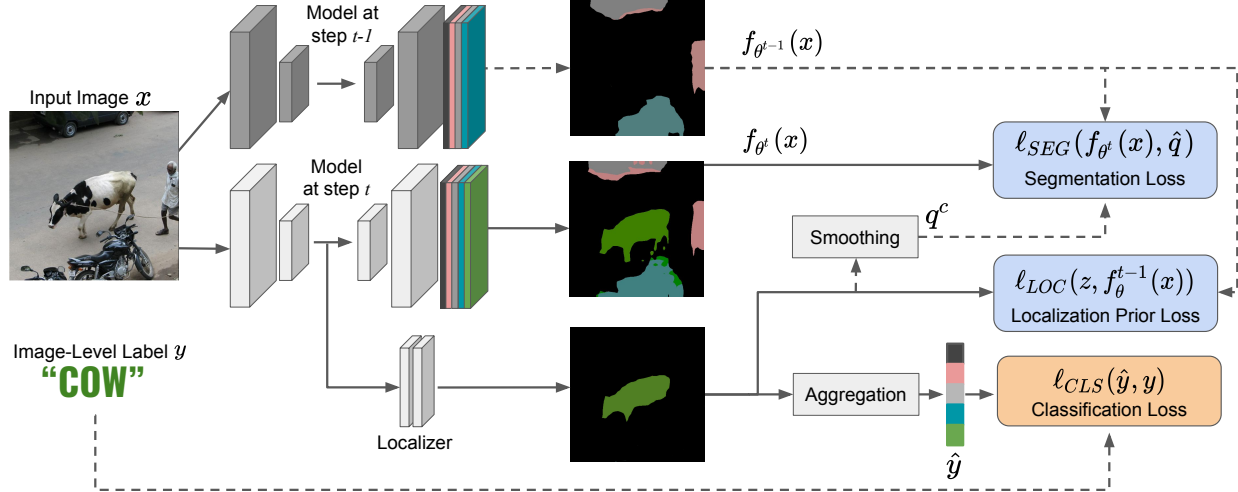 Model at
step t-1
Input Image x
f_{θ^{t-1}}(x)
ℓ_{SEG}(f_{θ^t}(x), q̂)
Segmentation Loss
Model
at step t
f_{θ^t}(x)
q^c
Smoothing
ℓ_{LOC}(z, f_θ^{t-1}(x))
Localization Prior Loss
Image-Level Label y
“COW”
Localizer
Aggregation
ŷ
ℓ_{CLS}(ŷ, y)
Classification Loss